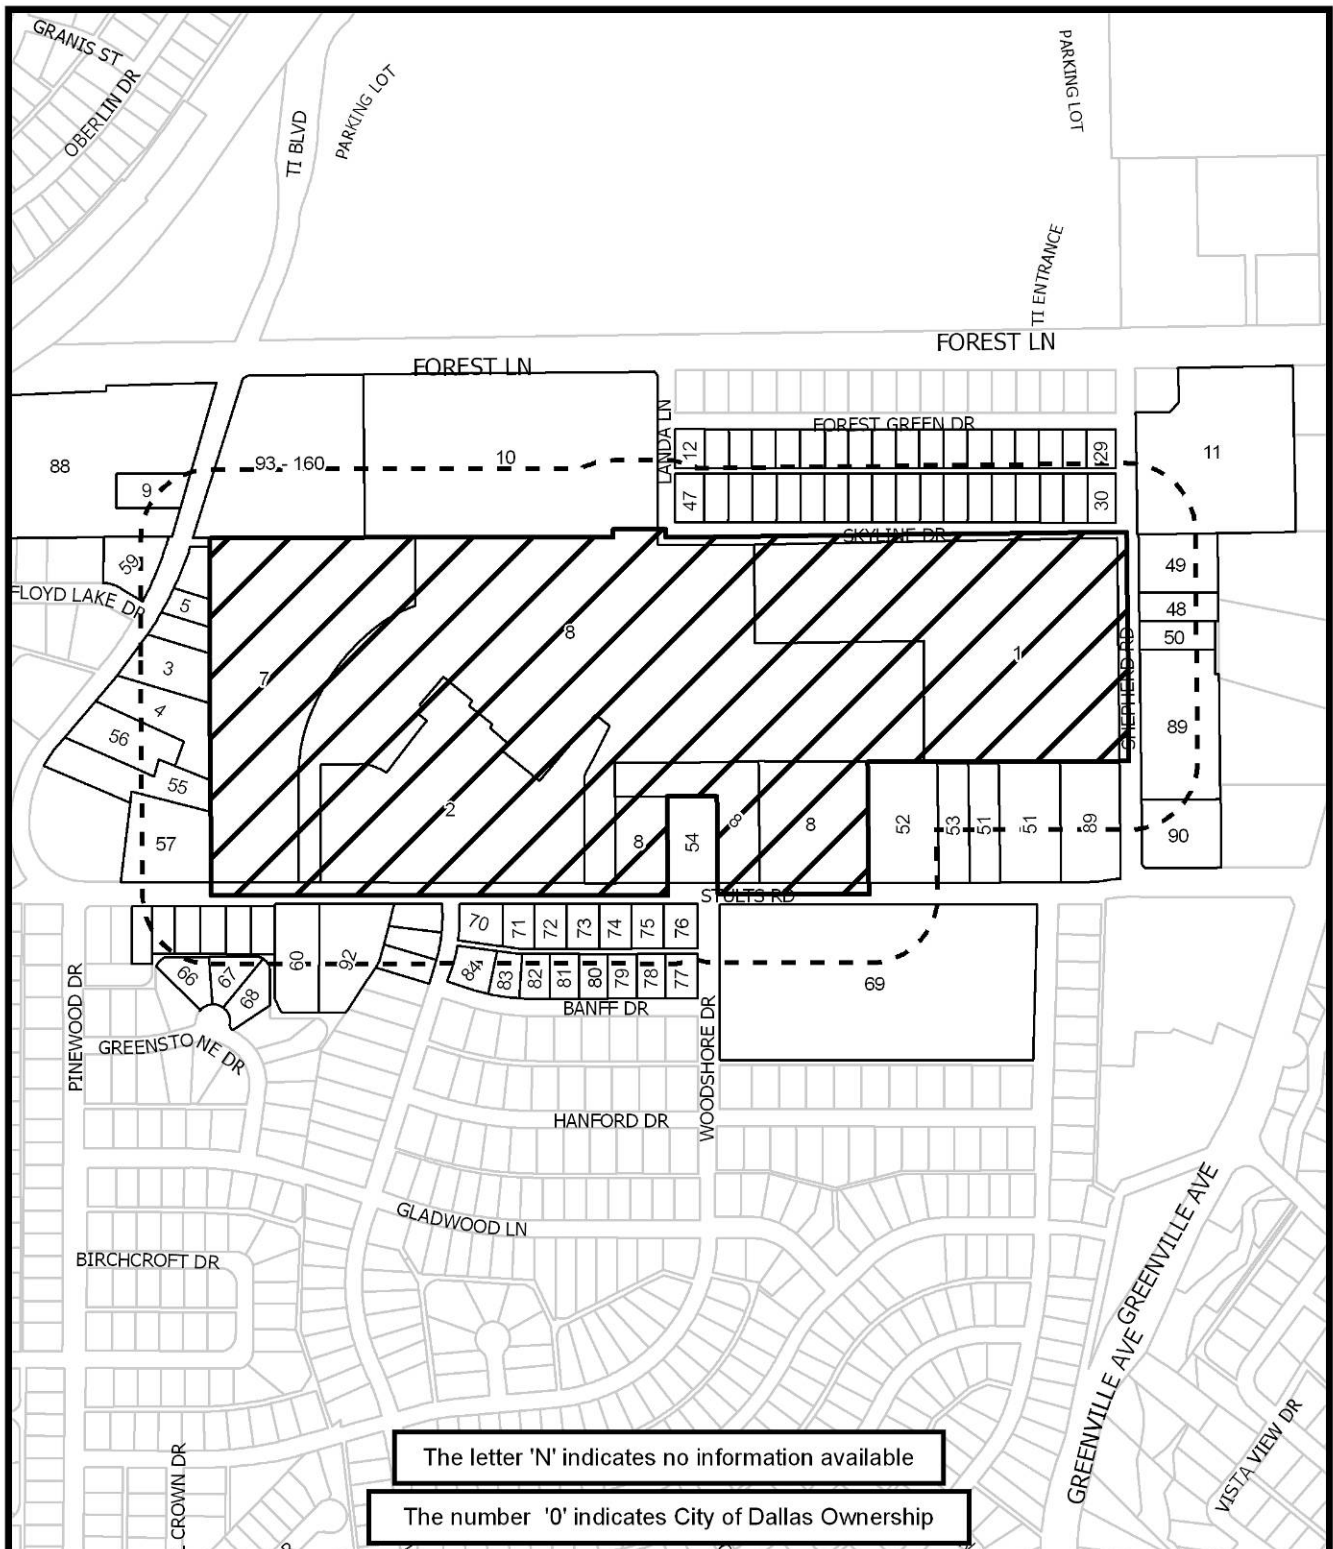 GRANIS ST
OBERLIN DR
TI BLVD
PARKING LOT
PARKING LOT
TI ENTRANCE
FOREST LN
FOREST LN
LANDA LN
FOREST GREEN DR
12
29
11
88
93 - 160
10
9
47
30
SKYLINE DR
59
49
FLOYD LAKE DR
5
48
8
50
7
3
1
SHEPHERD RD
4
56
89
55
2
57
8
54
8
8
52
53
51
51
89
90
STULTS RD
70
71
72
73
74
75
76
60
92
66
67
68
84
83
82
81
80
79
78
77
69
PINEWOOD DR
BANFF DR
GREENSTONE DR
WOODSHORE DR
HANFORD DR
GLADWOOD LN
GREENVILLE AVE
BIRCHCROFT DR
GREENVILLE AVE
VISTA VIEW DR
CROWN DR
The letter 'N' indicates no information available
The number '0' indicates City of Dallas Ownership